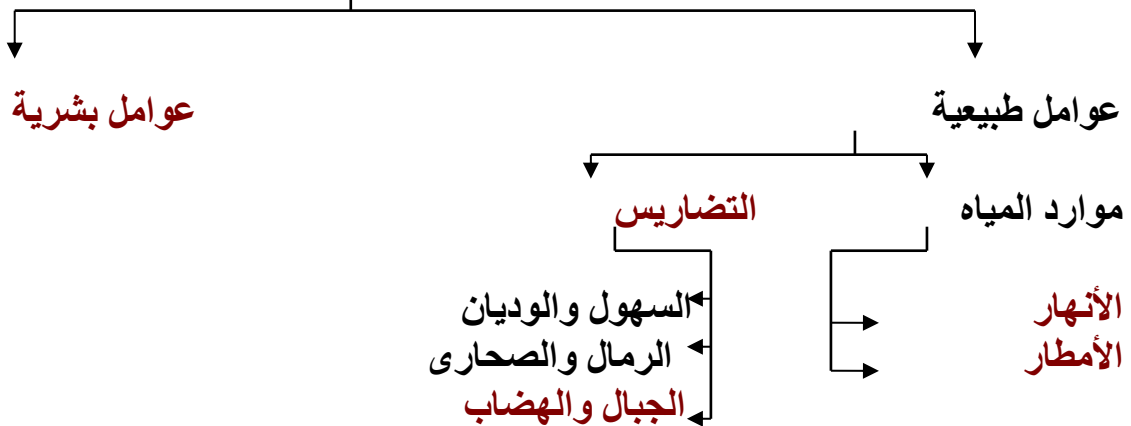 عوامل طبيعية
عوامل بشرية
موارد المياه
التضاريس
الأنهار
الأمطار
السهول والوديان
الرمال والصحارى
الجبال والهضاب